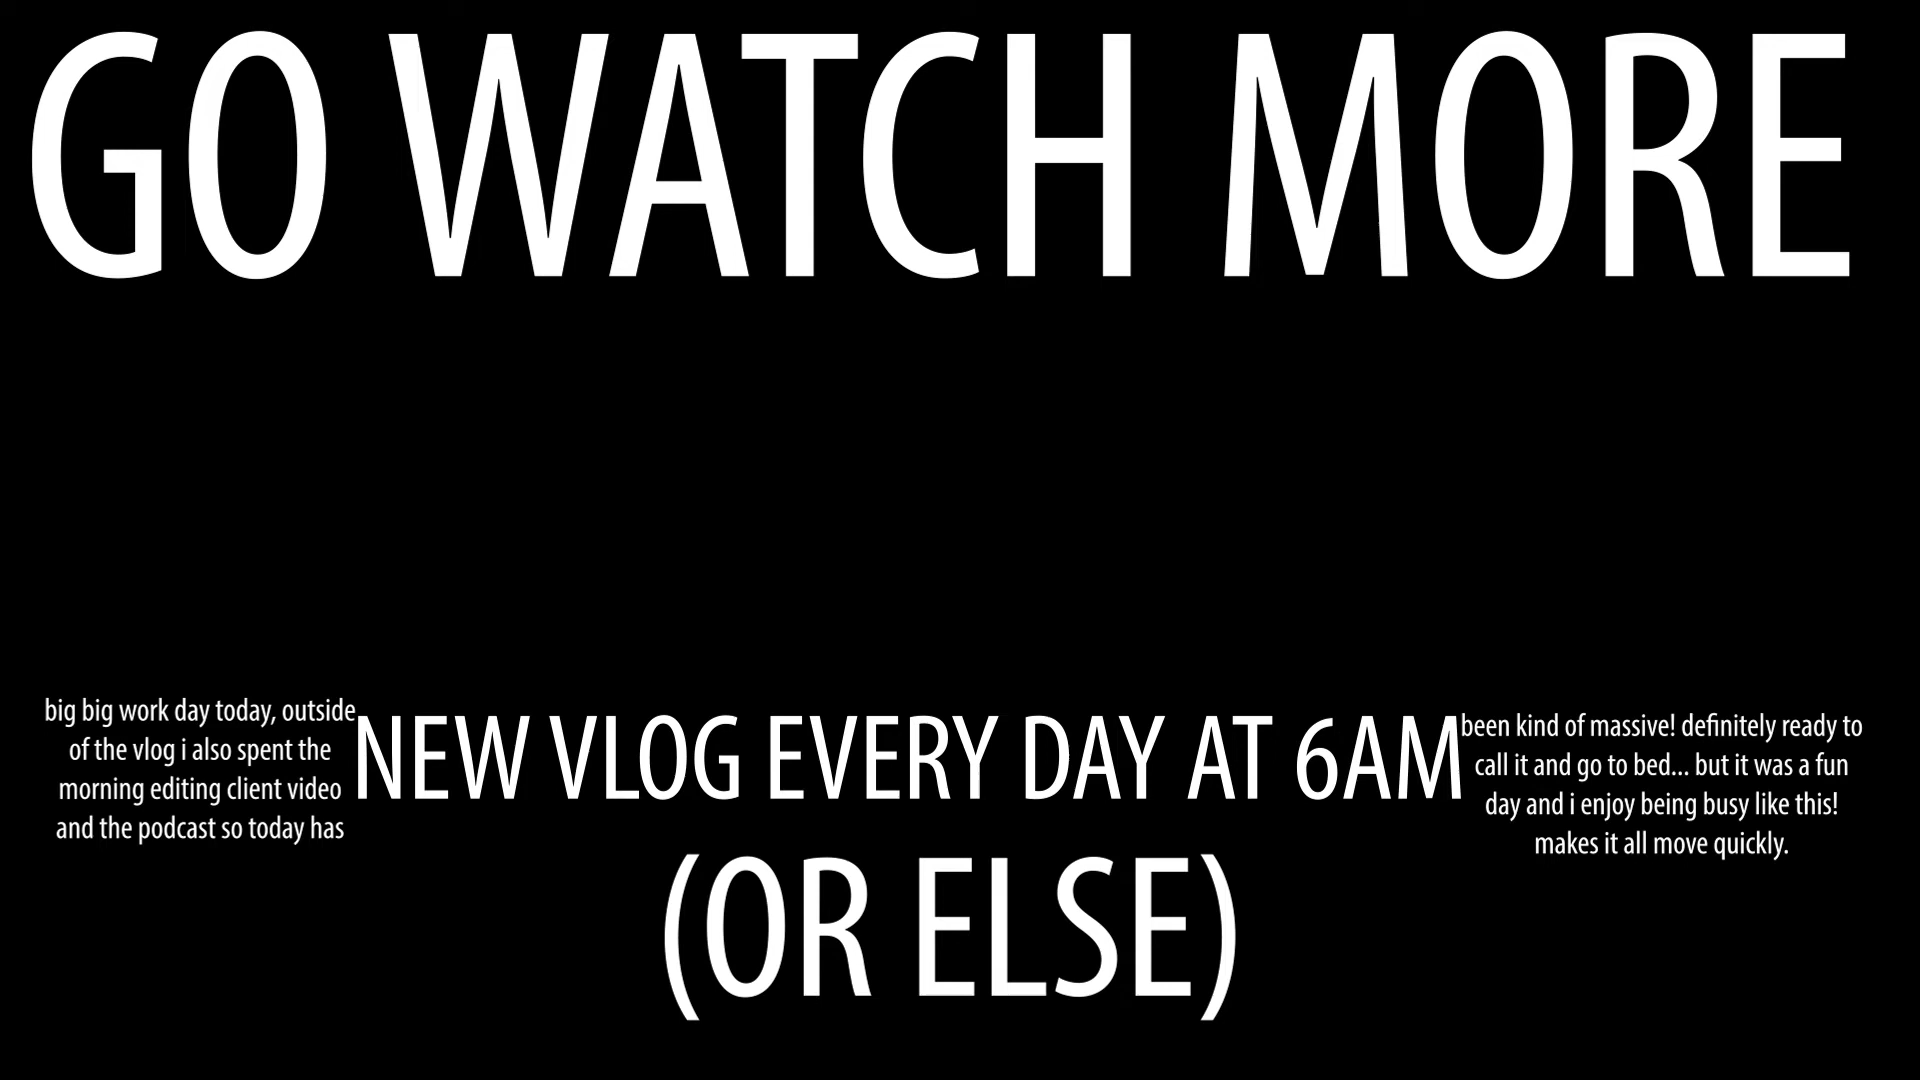 GO WATCH MORE
big big work day today, outside
of the vlog i also spent the
morning editing client video
and the podcast so today has
NEW VLOG EVERY DAY AT 6AM
(OR ELSE)
been kind of massive! definitely ready to
call it and go to bed... but it was a fun
day and i enjoy being busy like this!
makes it all move quickly.